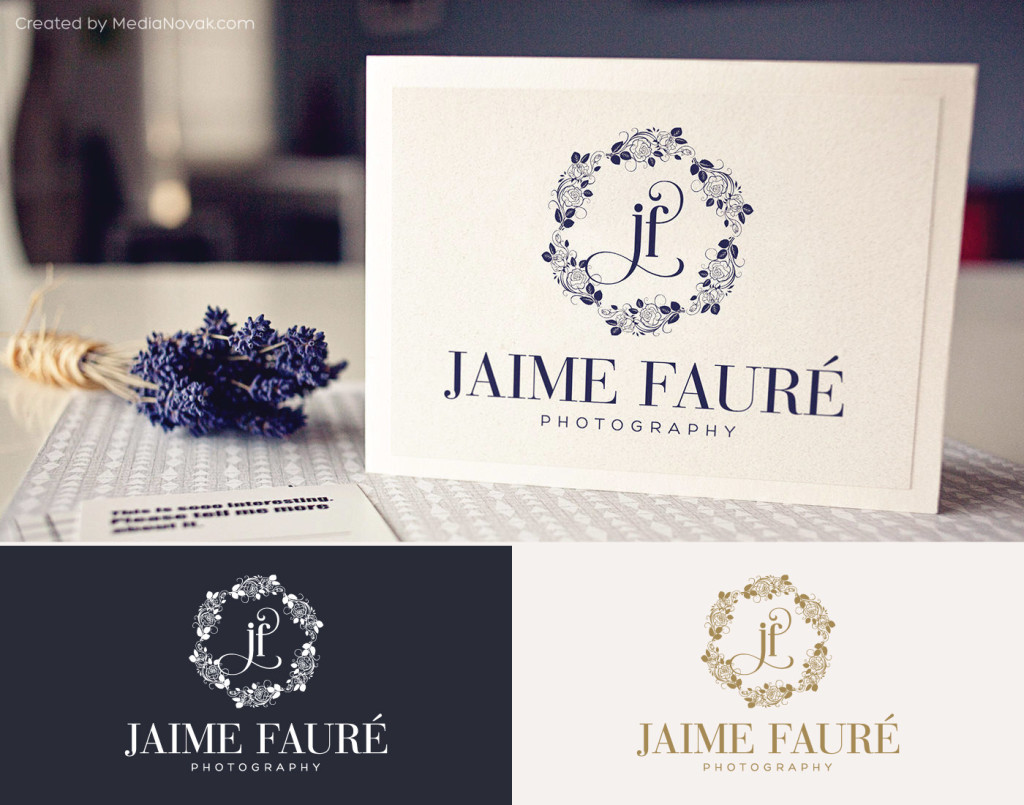 Created by MediaNovak.com
jf
JAIME FAURÉ
PHOTOGRAPHY
This is sooo interesting.
Please tell me more
about it.
jf
JAIME FAURÉ
PHOTOGRAPHY
jf
JAIME FAURÉ
PHOTOGRAPHY